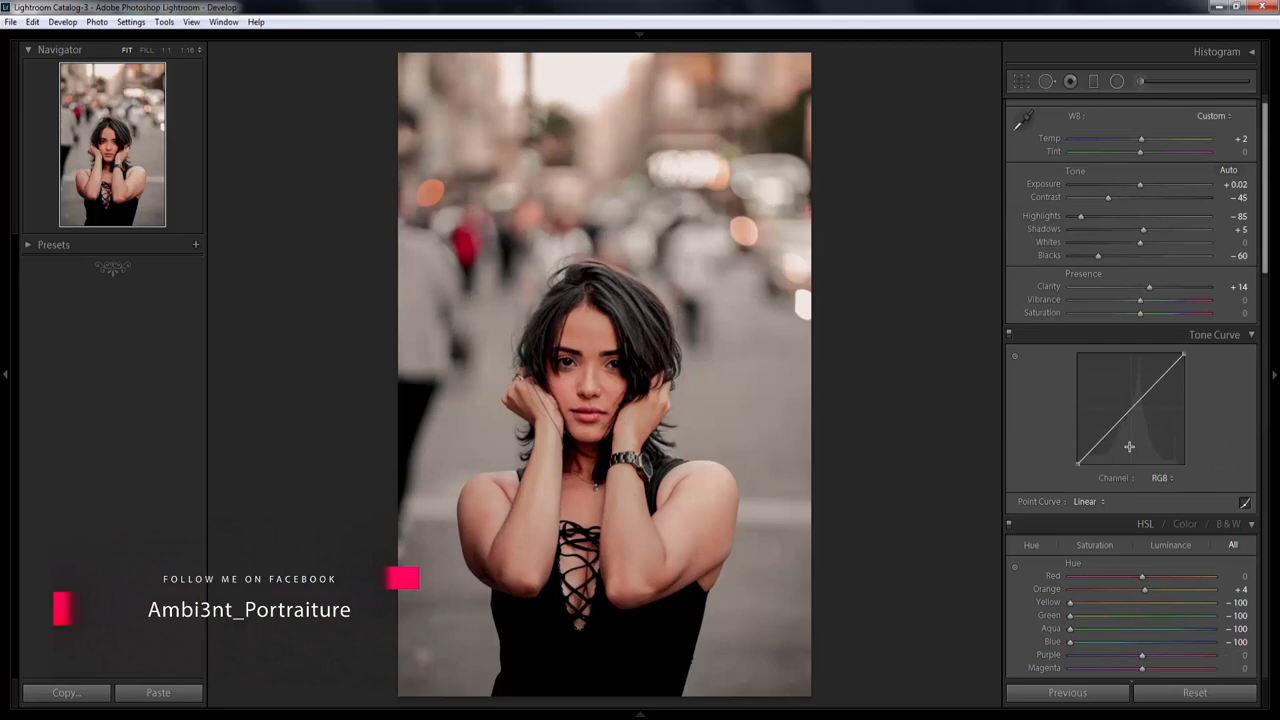 Lightroom Catalog-3 - Adobe Photoshop Lightroom - Develop
File Edit Develop Photo Settings Tools View Window Help
Navigator FIT FILL 1:1 1:16
Presets
FOLLOW ME ON FACEBOOK
Ambi3nt_Portraiture
Copy... Paste
Histogram
WB : Custom
Temp + 2
Tint 0
Tone Auto
Exposure + 0.02
Contrast - 45
Highlights - 85
Shadows + 5
Whites 0
Blacks - 60
Presence
Clarity + 14
Vibrance 0
Saturation 0
Tone Curve
Channel : RGB
Point Curve : Linear
HSL / Color / B & W
Hue Saturation Luminance All
Hue
Red 0
Orange + 4
Yellow - 100
Green - 100
Aqua - 100
Blue - 100
Purple 0
Magenta 0
Previous Reset